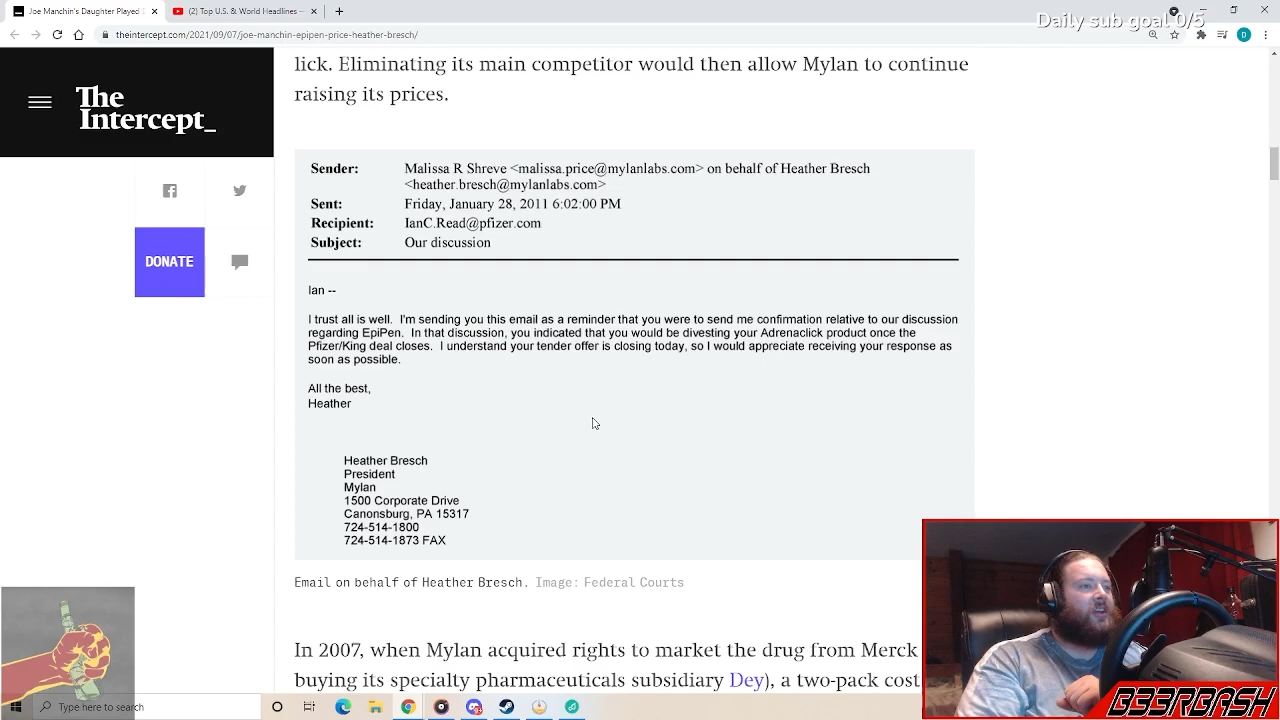 Joe Manchin's Daughter Played
(2) Top U.S. & World Headlines —
Daily sub goal 0/5
theintercept.com/2021/09/07/joe-manchin-epipen-price-heather-bresch/
D
The
Intercept_
DONATE
lick. Eliminating its main competitor would then allow Mylan to continue
raising its prices.
Sender: Malissa R Shreve <malissa.price@mylanlabs.com> on behalf of Heather Bresch
<heather.bresch@mylanlabs.com>
Sent: Friday, January 28, 2011 6:02:00 PM
Recipient: IanC.Read@pfizer.com
Subject: Our discussion
Ian --
I trust all is well. I'm sending you this email as a reminder that you were to send me confirmation relative to our discussion
regarding EpiPen. In that discussion, you indicated that you would be divesting your Adrenaclick product once the
Pfizer/King deal closes. I understand your tender offer is closing today, so I would appreciate receiving your response as
soon as possible.
All the best,
Heather
Heather Bresch
President
Mylan
1500 Corporate Drive
Canonsburg, PA 15317
724-514-1800
724-514-1873 FAX
Email on behalf of Heather Bresch. Image: Federal Courts
In 2007, when Mylan acquired rights to market the drug from Merck
buying its specialty pharmaceuticals subsidiary Dey), a two-pack cost
Type here to search
B33RBASH